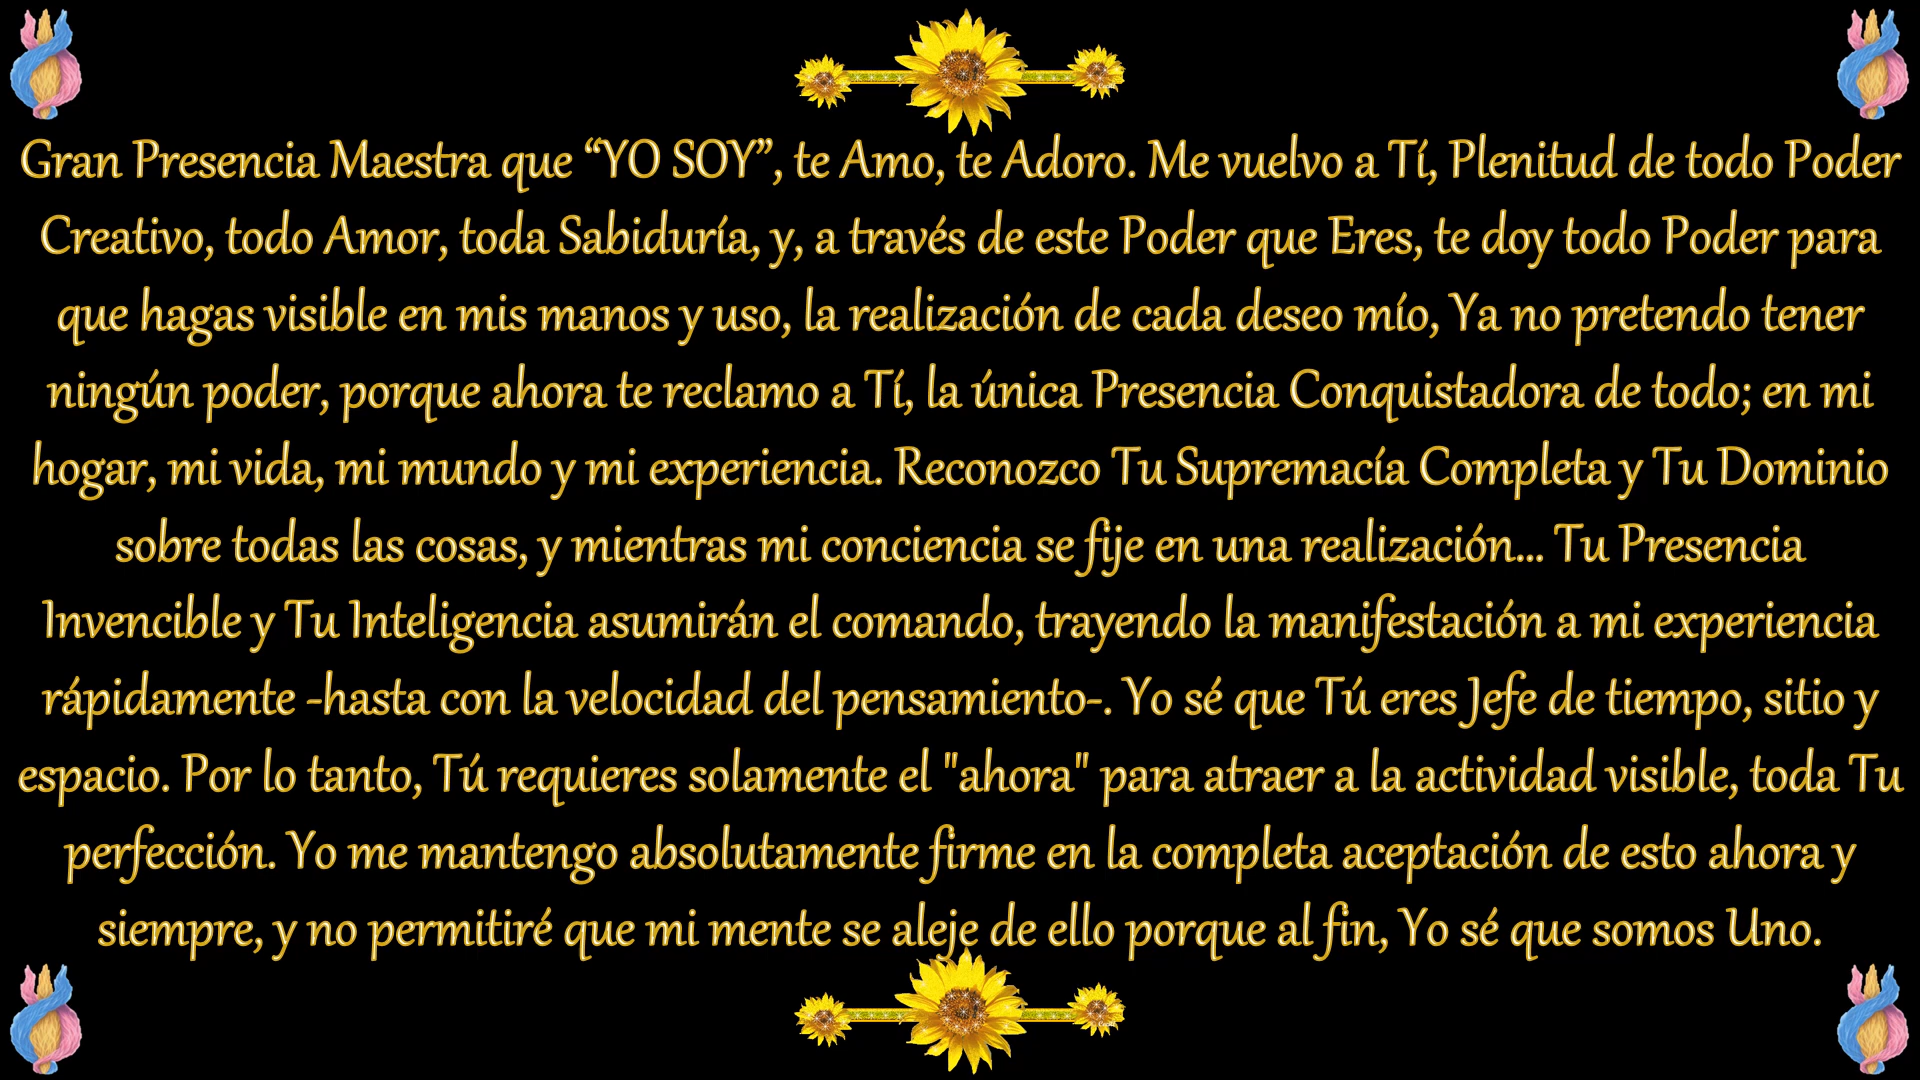 Gran Presencia Maestra que “YO SOY”, te Amo, te Adoro. Me vuelvo a Tí, Plenitud de todo Poder
Creativo, todo Amor, toda Sabiduría, y, a través de este Poder que Eres, te doy todo Poder para
que hagas visible en mis manos y uso, la realización de cada deseo mío, Ya no pretendo tener
ningún poder, porque ahora te reclamo a Tí, la única Presencia Conquistadora de todo; en mi
hogar, mi vida, mi mundo y mi experiencia. Reconozco Tu Supremacía Completa y Tu Dominio
sobre todas las cosas, y mientras mi conciencia se fije en una realización... Tu Presencia
Invencible y Tu Inteligencia asumirán el comando, trayendo la manifestación a mi experiencia
rápidamente -hasta con la velocidad del pensamiento-. Yo sé que Tú eres Jefe de tiempo, sitio y
espacio. Por lo tanto, Tú requieres solamente el "ahora" para atraer a la actividad visible, toda Tu
perfección. Yo me mantengo absolutamente firme en la completa aceptación de esto ahora y
siempre, y no permitiré que mi mente se aleje de ello porque al fin, Yo sé que somos Uno.